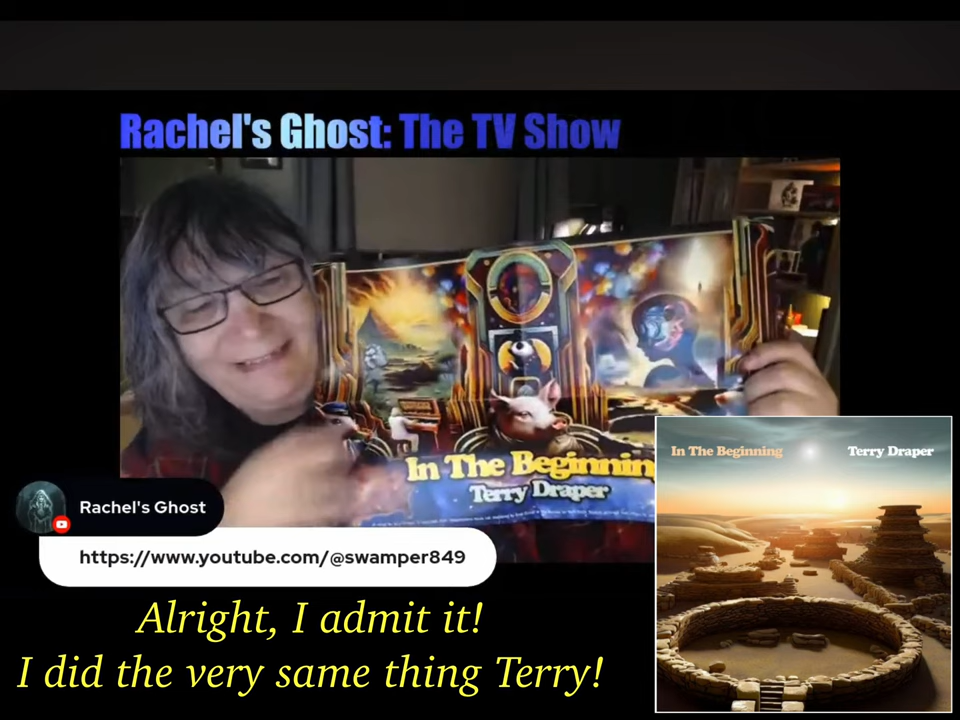 Rachel's Ghost: The TV Show
In The Beginnin
Terry Draper
In The Beginning
Terry Draper
Rachel's Ghost
https://www.youtube.com/@swamper849
Alright, I admit it!
I did the very same thing Terry!